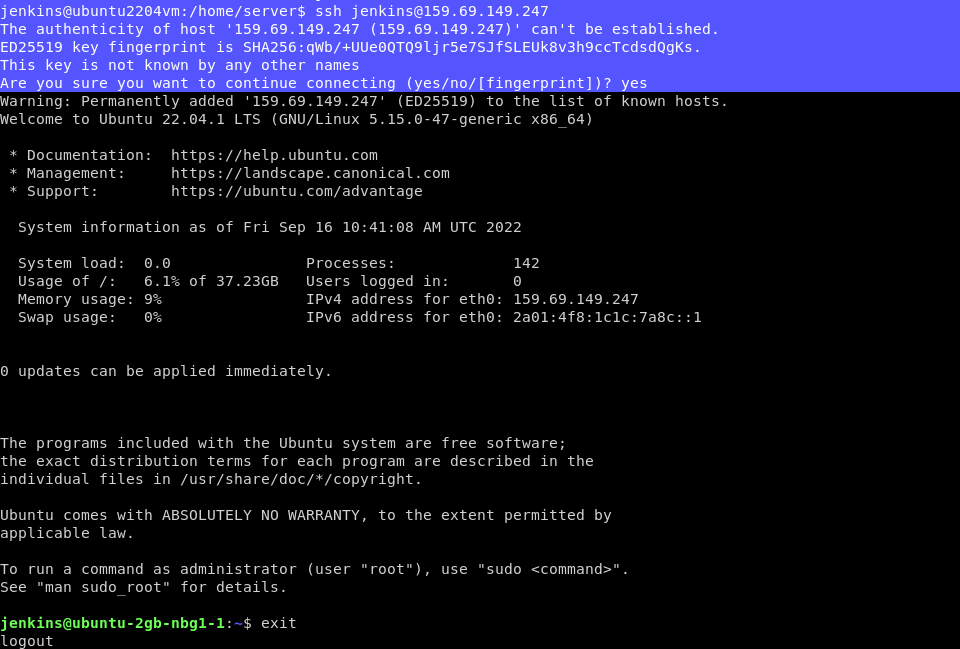 jenkins@ubuntu2204vm:/home/server$ ssh jenkins@159.69.149.247
The authenticity of host '159.69.149.247 (159.69.149.247)' can't be established.
ED25519 key fingerprint is SHA256:qWb/+UUe0QTQ9ljr5e7SJfSLEUk8v3h9ccTcdsdQgKs.
This key is not known by any other names
Are you sure you want to continue connecting (yes/no/[fingerprint])? yes
Warning: Permanently added '159.69.149.247' (ED25519) to the list of known hosts.
Welcome to Ubuntu 22.04.1 LTS (GNU/Linux 5.15.0-47-generic x86_64)
* Documentation:  https://help.ubuntu.com
* Management:     https://landscape.canonical.com
* Support:        https://ubuntu.com/advantage
System information as of Fri Sep 16 10:41:08 AM UTC 2022
System load:  0.0               Processes:             142
Usage of /:   6.1% of 37.23GB   Users logged in:       0
Memory usage: 9%                IPv4 address for eth0: 159.69.149.247
Swap usage:   0%                IPv6 address for eth0: 2a01:4f8:1c1c:7a8c::1
0 updates can be applied immediately.
The programs included with the Ubuntu system are free software;
the exact distribution terms for each program are described in the
individual files in /usr/share/doc/*/copyright.
Ubuntu comes with ABSOLUTELY NO WARRANTY, to the extent permitted by
applicable law.
To run a command as administrator (user "root"), use "sudo <command>".
See "man sudo_root" for details.
jenkins@ubuntu-2gb-nbg1-1:~$ exit
logout